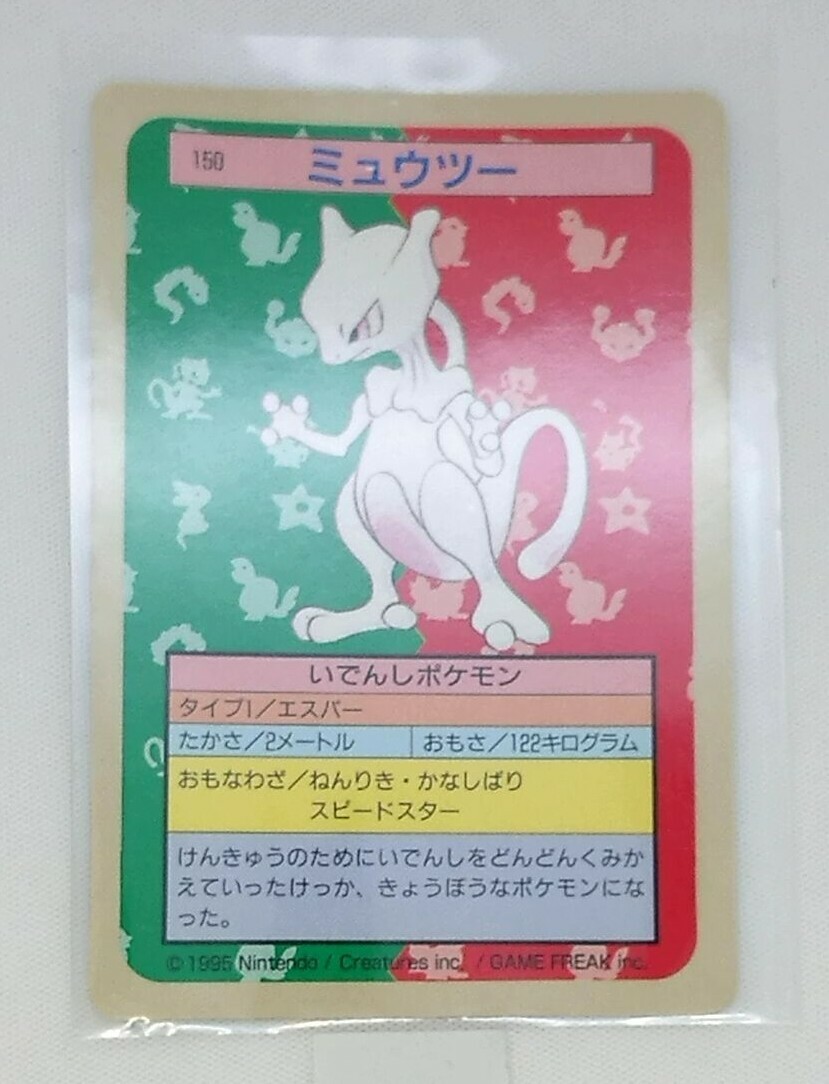 150 ミュウツー
いでんしポケモン
タイプ1/エスパー
たかさ/2メートル おもさ/122キログラム
おもなわざ/ねんりき・かなしばり
スピードスター
けんきゅうのためにいでんしをどんどんくみか
えていったけっか、きょうぼうなポケモンにな
った。
©1995 Nintendo / Creatures inc. / GAME FREAK inc.